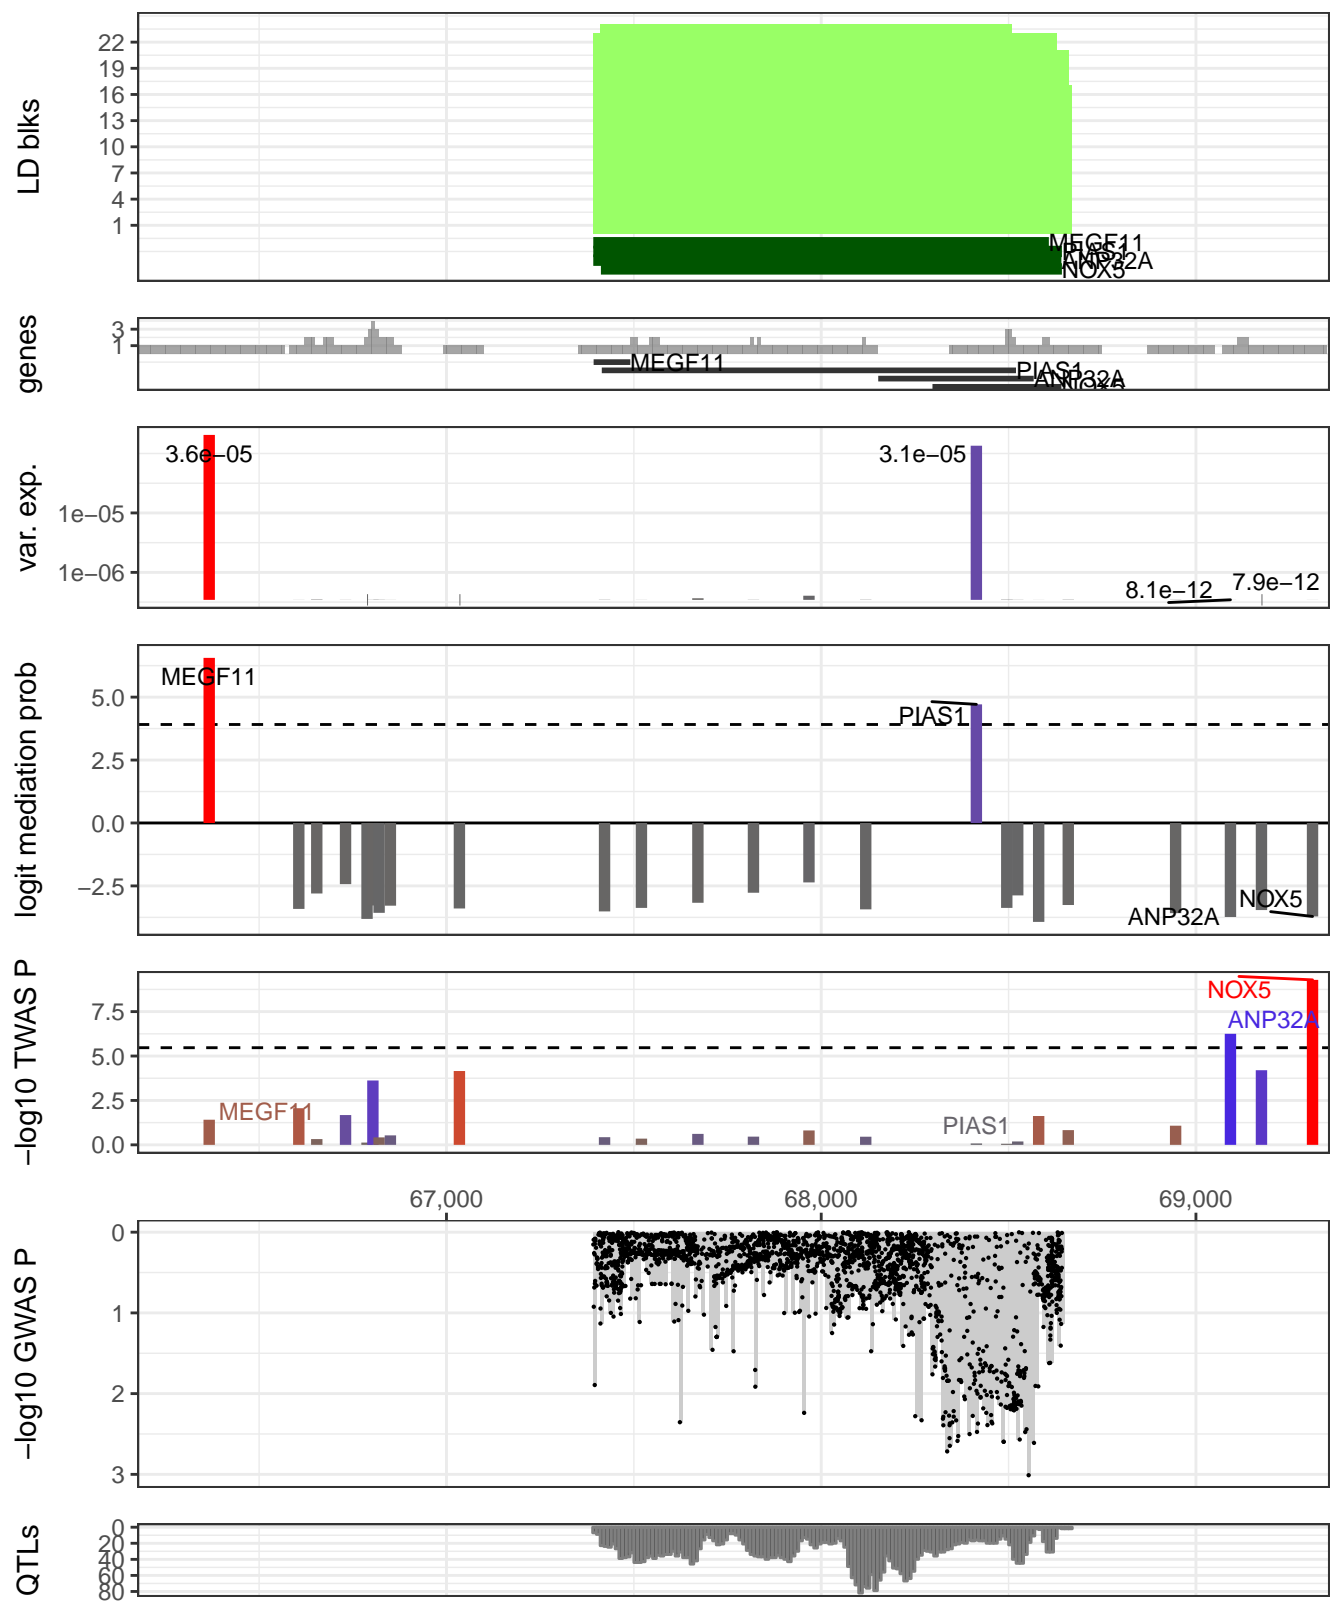 LD blks
22
19
16
13
10
7
4
1
MEGF11
PIAS1
ANP32A
NOX5
genes
3
1
MEGF11
PIAS1
ANP32A
NOX5
var. exp.
1e−05
1e−06
3.6e−05
3.1e−05
8.1e−12
7.9e−12
logit mediation prob
5.0
2.5
0.0
−2.5
MEGF11
PIAS1
ANP32A
NOX5
−log10 TWAS P
7.5
5.0
2.5
0.0
NOX5
ANP32A
MEGF11
PIAS1
67,000
68,000
69,000
−log10 GWAS P
0
1
2
3
QTLs
0
20
40
60
80